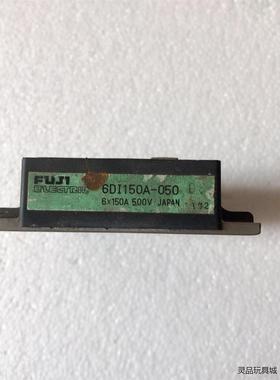 FUJI
ELECTRIC
6DI150A-050
6×150A 500V JAPAN
灵品玩具城